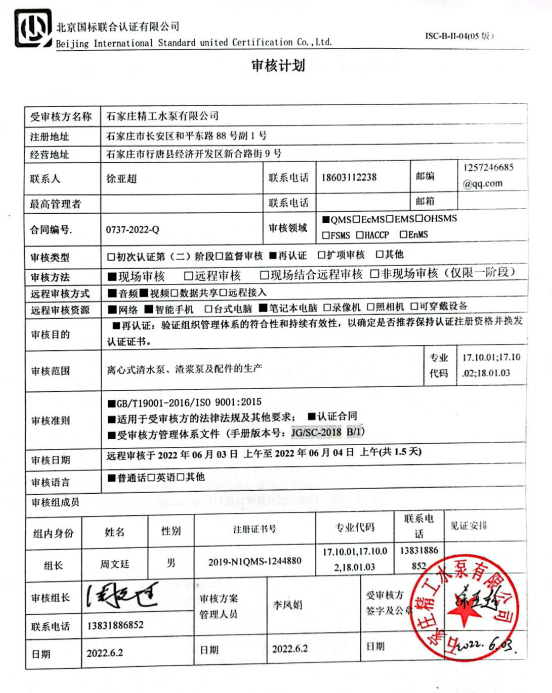 北京国标联合认证有限公司
Beijing International Standard united Certification Co.,Ltd.
ISC-B-II-04(05 版)
审核计划
受审核方名称 石家庄精工水泵有限公司
注册地址 石家庄市长安区和平东路 88 号副 1 号
经营地址 石家庄市行唐县经济开发区新合路街 9 号
联系人 徐亚超 联系电话 18603112238 邮编 1257246685
@qq.com
最高管理者 联系电话 邮箱
合同编号. 0737-2022-Q 审核领域 ■QMS□EcMS□EMS□OHSMS
□FSMS □HACCP □EnMS
审核类型 □初次认证第（二）阶段□监督审核 ■再认证 □扩项审核 □其他
审核方法 ■现场审核 □远程审核 □现场结合远程审核 □非现场审核（仅限一阶段）
远程审核方式 ■音频■视频□数据共享□远程接入
远程审核资源 ■网络 ■智能手机 □台式电脑 ■笔记本电脑 □录像机 □照相机 □可穿戴设备
审核目的 ■再认证：验证组织管理体系的符合性和持续有效性，以确定是否推荐保持认证注册资格并换发
认证证书。
审核范围 离心式清水泵、渣浆泵及配件的生产 专业
代码 17.10.01;17.10
.02;18.01.03
审核准则 ■GB/T19001-2016/ISO 9001:2015
■适用于受审核方的法律法规及其他要求； ■认证合同
■受审核方管理体系文件（手册版本号：JG/SC-2018 B/1）
审核日期 远程审核于 2022 年 06 月 03 日 上午至 2022 年 06 月 04 日 上午(共 1.5 天)
审核语言 ■普通话□英语□其他
审核组成员
组内身份 姓名 性别 注册证书号 专业代码 联系电
话 见证安排
组长 周文廷 男 2019-N1QMS-1244880 17.10.01,17.10.0
2,18.01.03 13831886
852
审核组长 周文廷 审核方案
管理人员 李凤娟 受审核方
签字及公章 徐亚超
联系电话 13831886852
日期 2022.6.2 日期 2022.6.2 日期 2022.6.03.
石家庄精工水泵有限公司